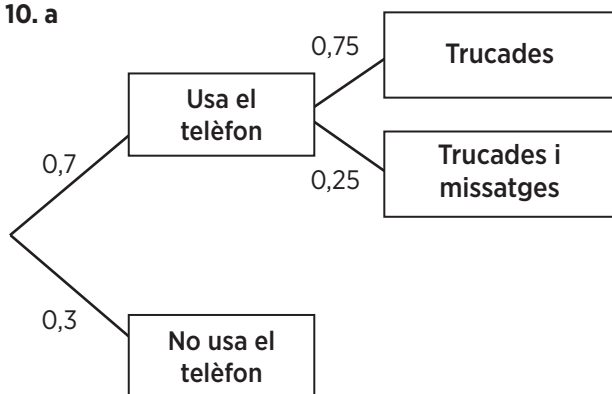 10. a
0,75
Trucades
Usa el
telèfon
0,7
0,25
Trucades i
missatges
0,3
No usa el
telèfon